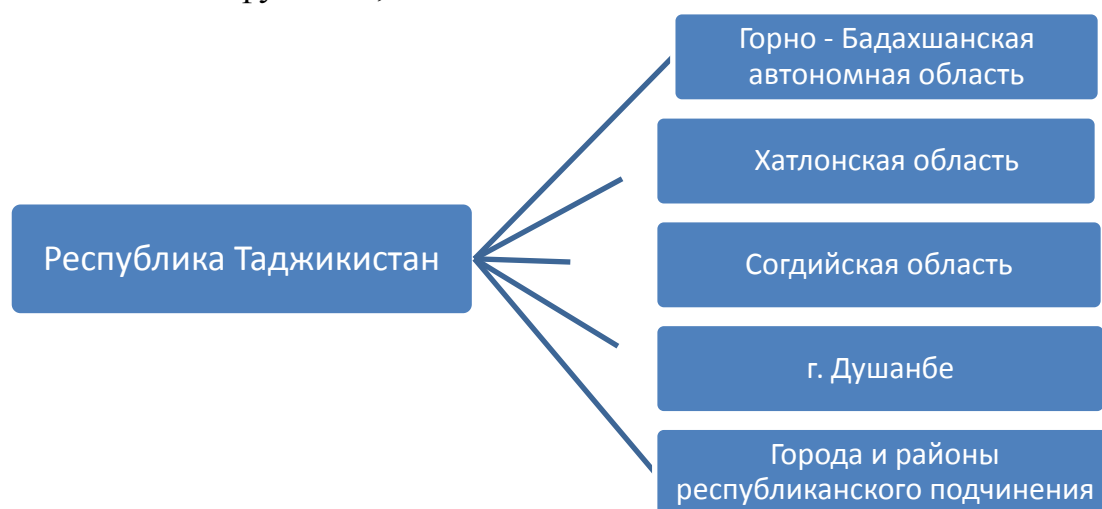 Республика Таджикистан
Горно - Бадахшанская
автономная область
Хатлонская область
Согдийская область
г. Душанбе
Города и районы
республиканского подчинения